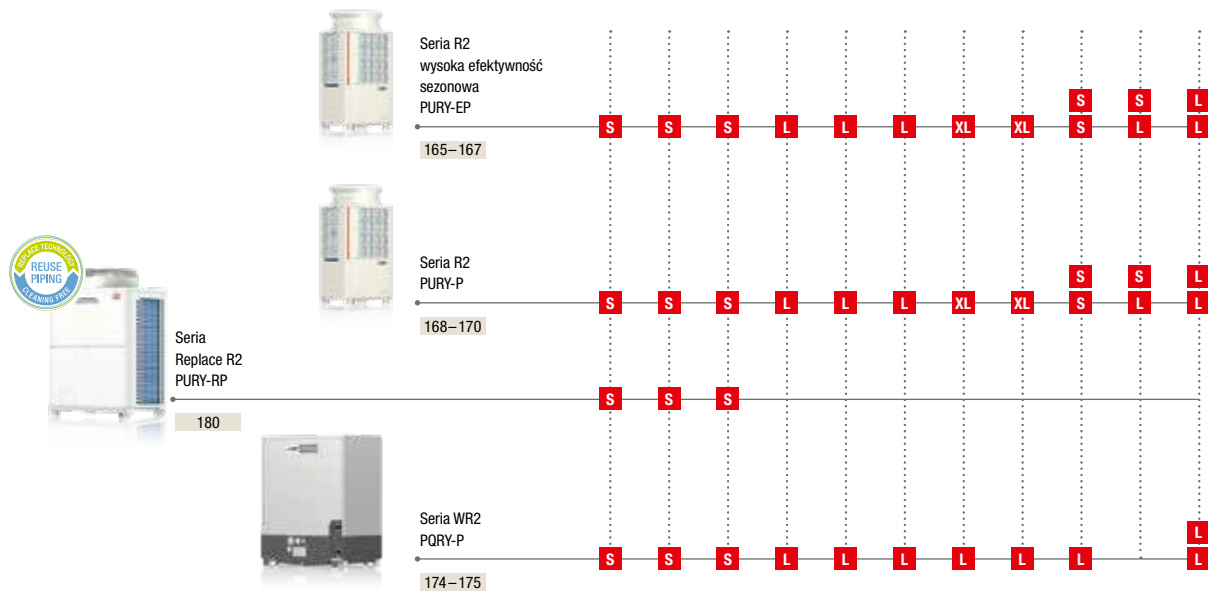 Seria R2
wysoka efektywność
sezonowa
PURY-EP
S S L
S S S L L L XL XL S L L
165–167
Seria R2
PURY-P
S S L
S S S L L L XL XL S L L
168–170
REPLACE TECHNOLOGY
REUSE
PIPING
CLEANING FREE
Seria
Replace R2
PURY-RP
S S S
180
Seria WR2
PQRY-P
L
S S S L L L L L L L
174–175